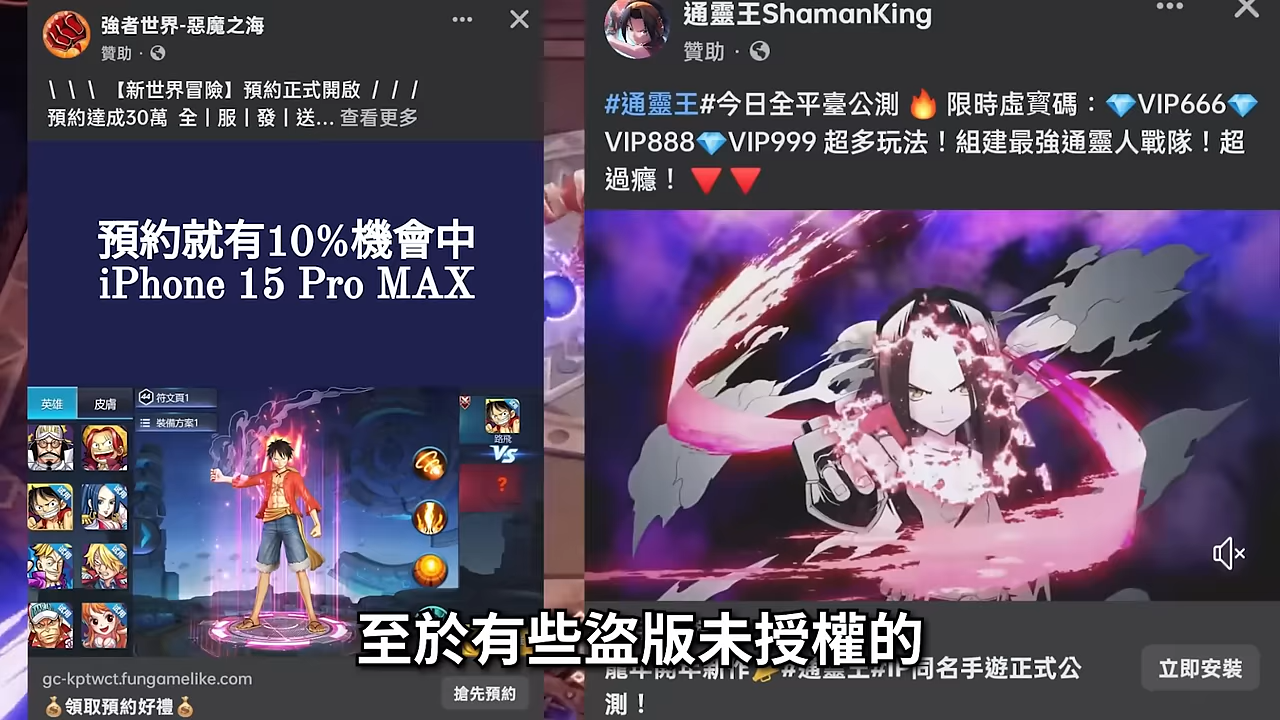 強者世界-惡魔之海
贊助
\ \ \ 【新世界冒險】預約正式開啟 / / /
預約達成30萬 全 | 服 | 發 | 送... 查看更多
預約就有10%機會中
iPhone 15 Pro MAX
英雄
皮膚
符文頁1
裝備方案1
路飛
VS
?
gc-kptwct.fungamelike.com
💰領取預約好禮💰
搶先預約
通靈王ShamanKing
贊助
#通靈王#今日全平臺公測 🔥 限時虛寶碼：💎VIP666💎
VIP888💎VIP999 超多玩法！組建最強通靈人戰隊！超
過癮！🔻🔻
龍年開年新作🔔#通靈王#IP同名手遊正式公
測！
立即安裝
至於有些盜版未授權的